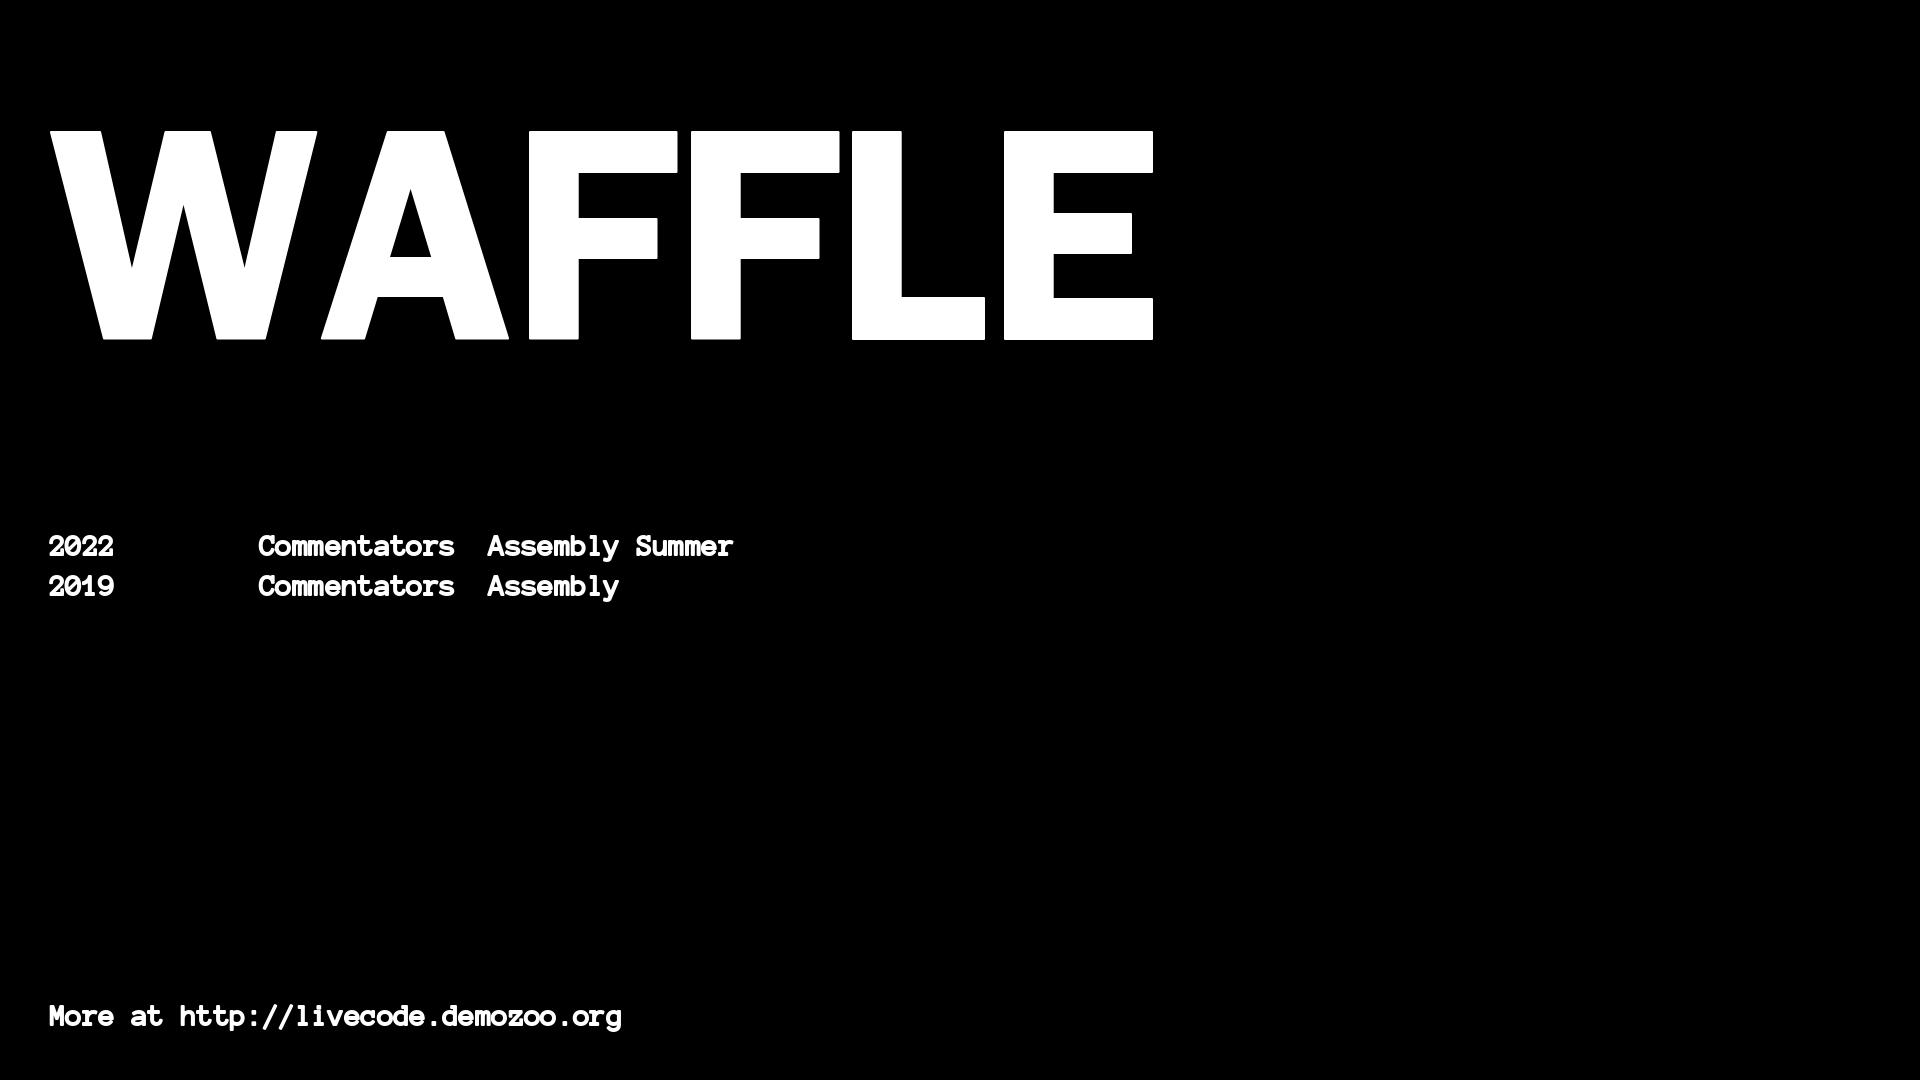 WAFFLE
2022 Commentators Assembly Summer
2019 Commentators Assembly
More at http://livecode.demozoo.org